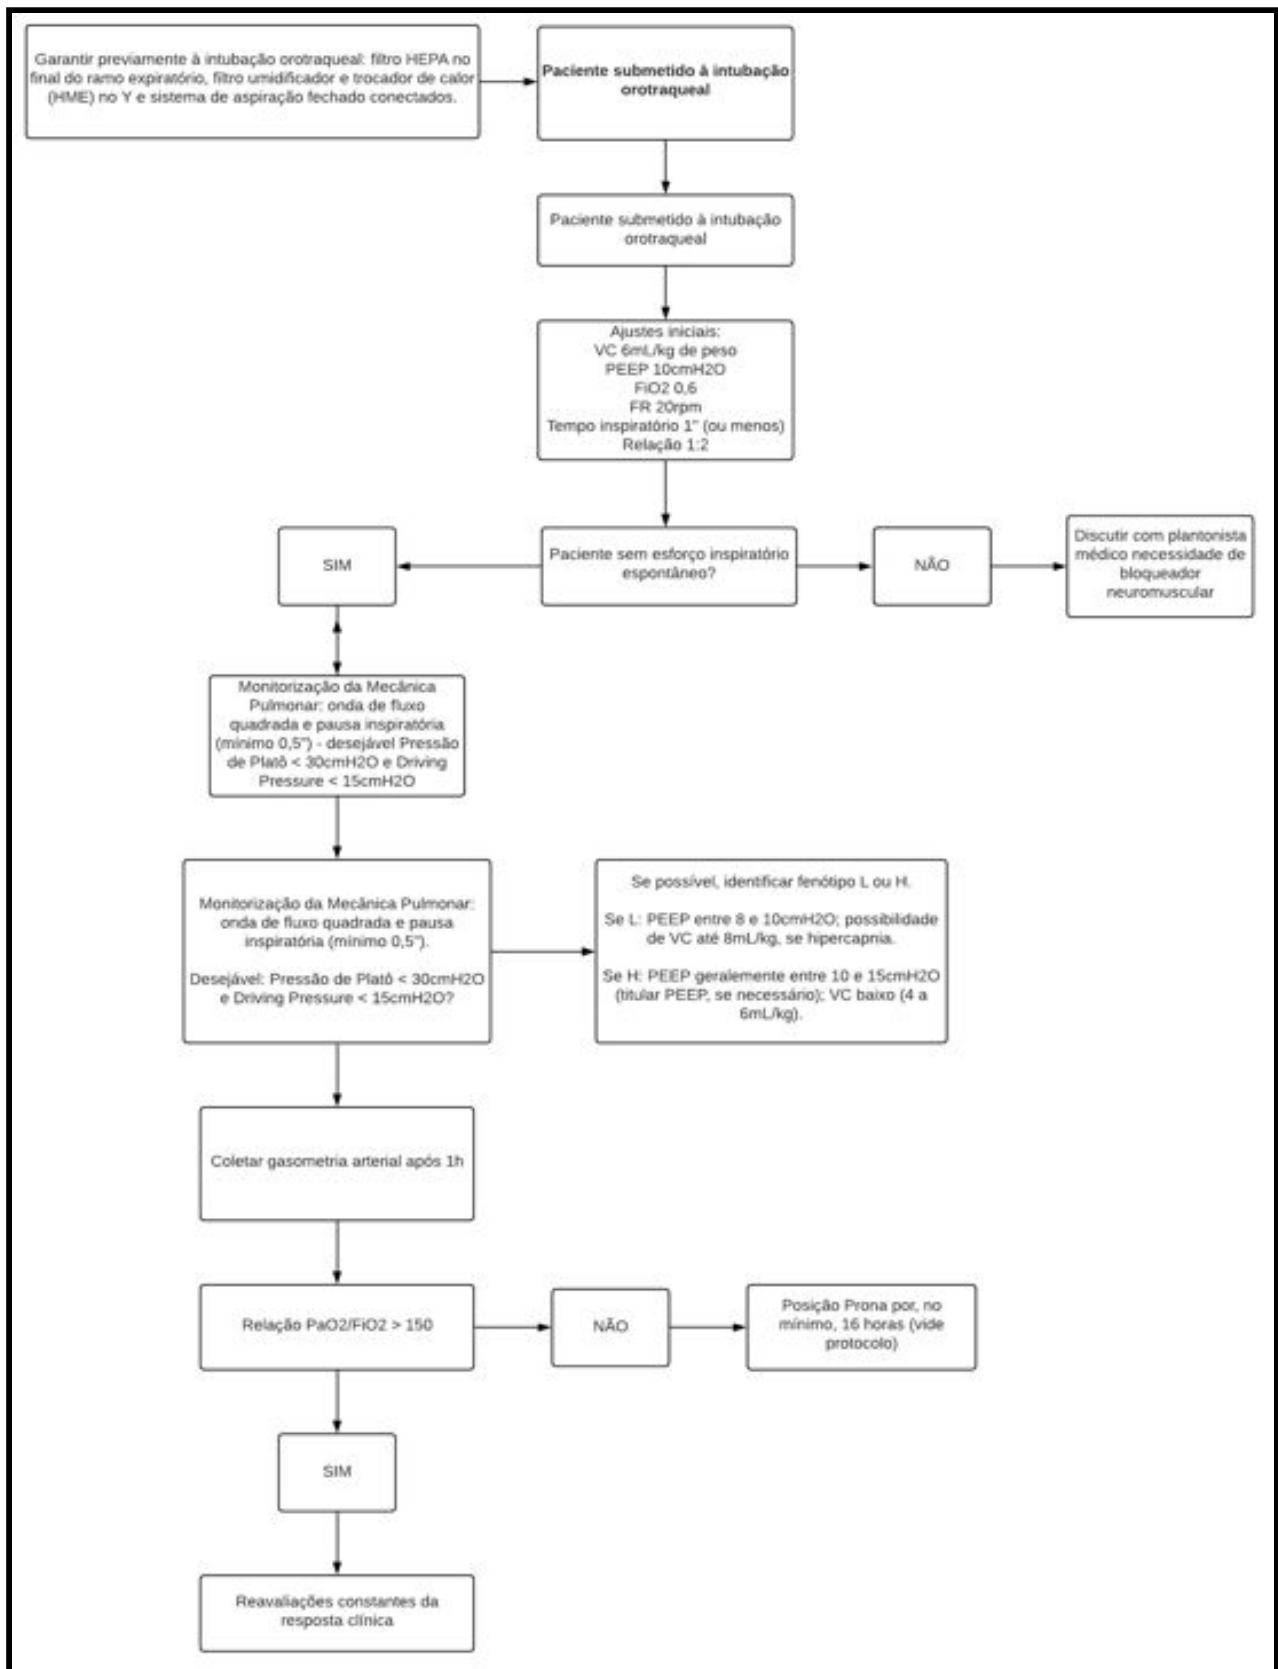 Garantir previamente à intubação orotraqueal: filtro HEPA no
final do ramo expiratório, filtro umidificador e trocador de calor
(HME) no Y e sistema de aspiração fechado conectados.
Paciente submetido à intubação
orotraqueal
Paciente submetido à intubação
orotraqueal
Ajustes iniciais:
VC 6mL/kg de peso
PEEP 10cmH2O
FiO2 0,6
FR 20rpm
Tempo inspiratório 1" (ou menos)
Relação 1:2
Paciente sem esforço inspiratório
espontâneo?
SIM
NÃO
Discutir com plantonista
médico necessidade de
bloqueador
neuromuscular
Monitorização da Mecânica
Pulmonar: onda de fluxo
quadrada e pausa inspiratória
(mínimo 0,5") - desejável Pressão
de Platô < 30cmH2O e Driving
Pressure < 15cmH2O
Monitorização da Mecânica Pulmonar:
onda de fluxo quadrada e pausa
inspiratória (mínimo 0,5").
Desejável: Pressão de Platô < 30cmH2O
e Driving Pressure < 15cmH2O?
Se possível, identificar fenótipo L ou H.
Se L: PEEP entre 8 e 10cmH2O; possibilidade
de VC até 8mL/kg, se hipercapnia.
Se H: PEEP geralemente entre 10 e 15cmH2O
(titular PEEP, se necessário); VC baixo (4 a
6mL/kg).
Coletar gasometria arterial após 1h
Relação PaO2/FiO2 > 150
NÃO
Posição Prona por, no
mínimo, 16 horas (vide
protocolo)
SIM
Reavaliações constantes da
resposta clínica